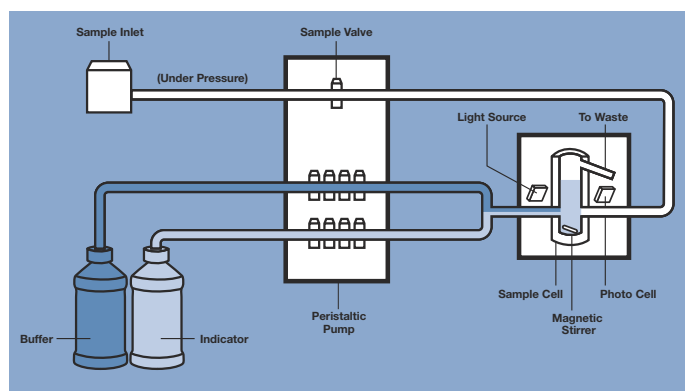 Sample Inlet
Sample Valve
(Under Pressure)
Light Source
To Waste
Sample Cell
Photo Cell
Magnetic
Stirrer
Peristaltic
Pump
Buffer
Indicator